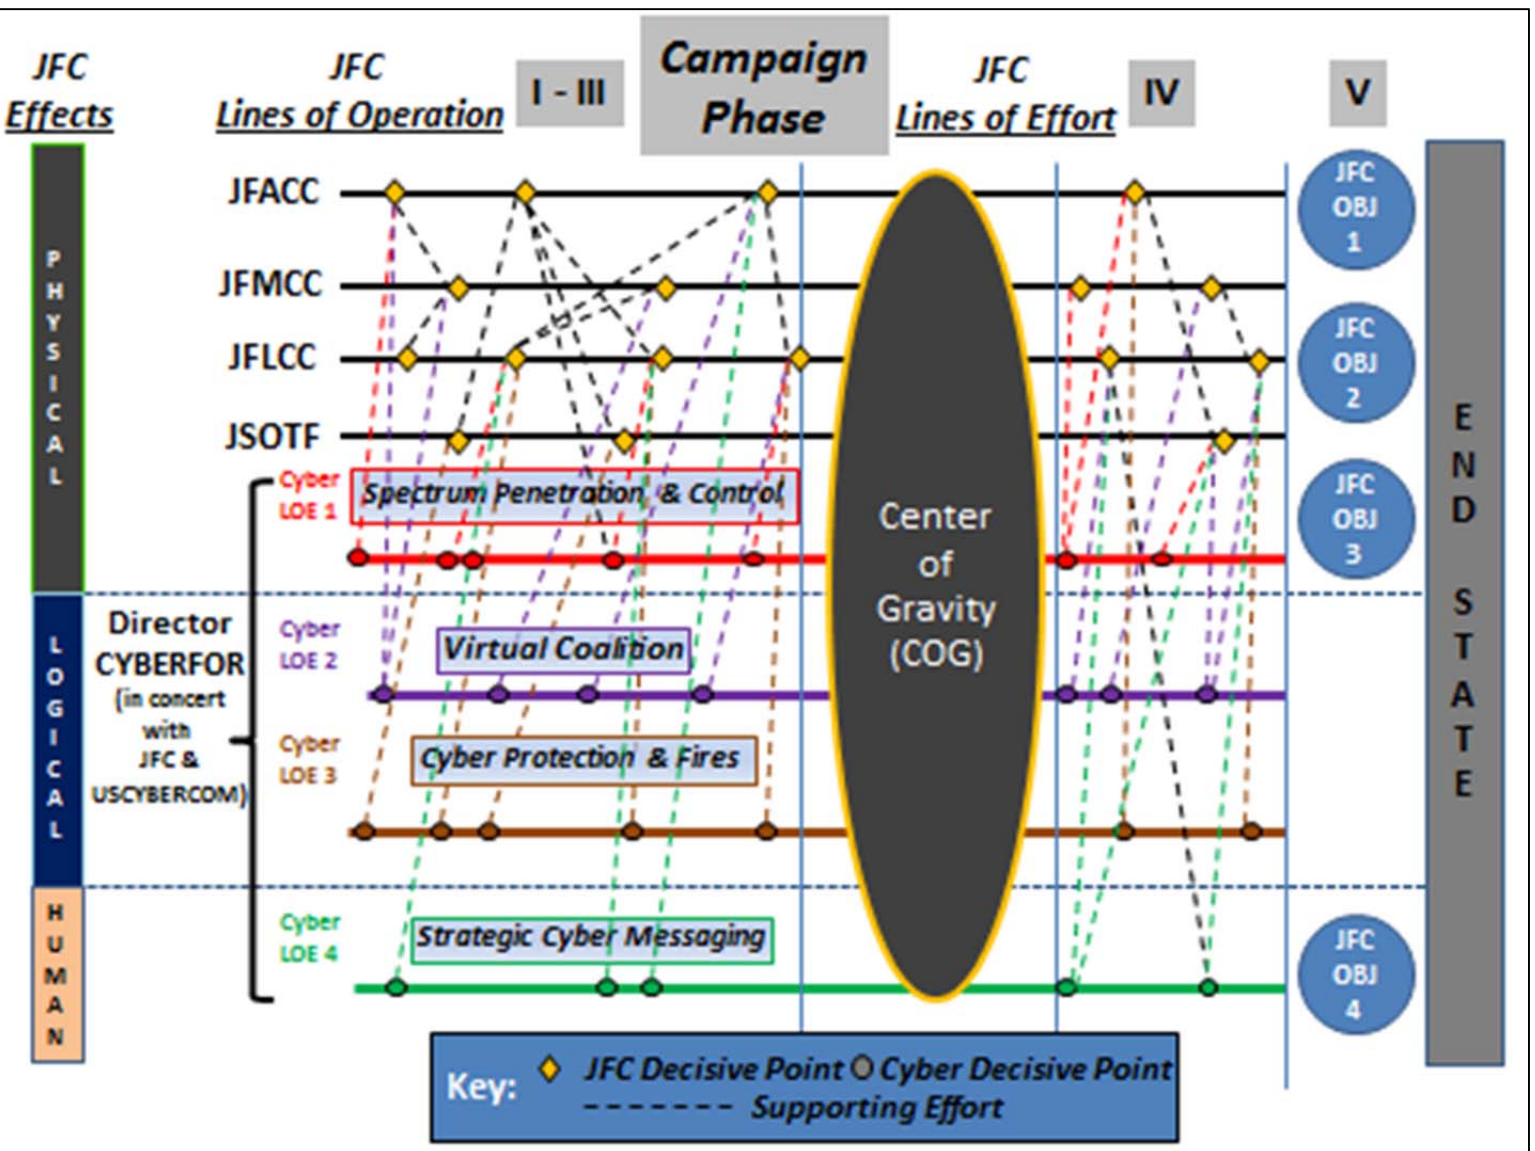 JFC
Effects
JFC
Lines of Operation
I - III
Campaign
Phase
JFC
Lines of Effort
IV
V
PHYSICAL
LOGICAL
HUMAN
JFACC
JFMCC
JFLCC
JSOTF
Director
CYBERFOR
(in concert
with
JFC &
USCYBERCOM)
Cyber
LOE 1
Spectrum Penetration & Control
Cyber
LOE 2
Virtual Coalition
Cyber
LOE 3
Cyber Protection & Fires
Cyber
LOE 4
Strategic Cyber Messaging
Center
of
Gravity
(COG)
JFC
OBJ
1
JFC
OBJ
2
JFC
OBJ
3
JFC
OBJ
4
END STATE
Key:
JFC Decisive Point
Cyber Decisive Point
Supporting Effort